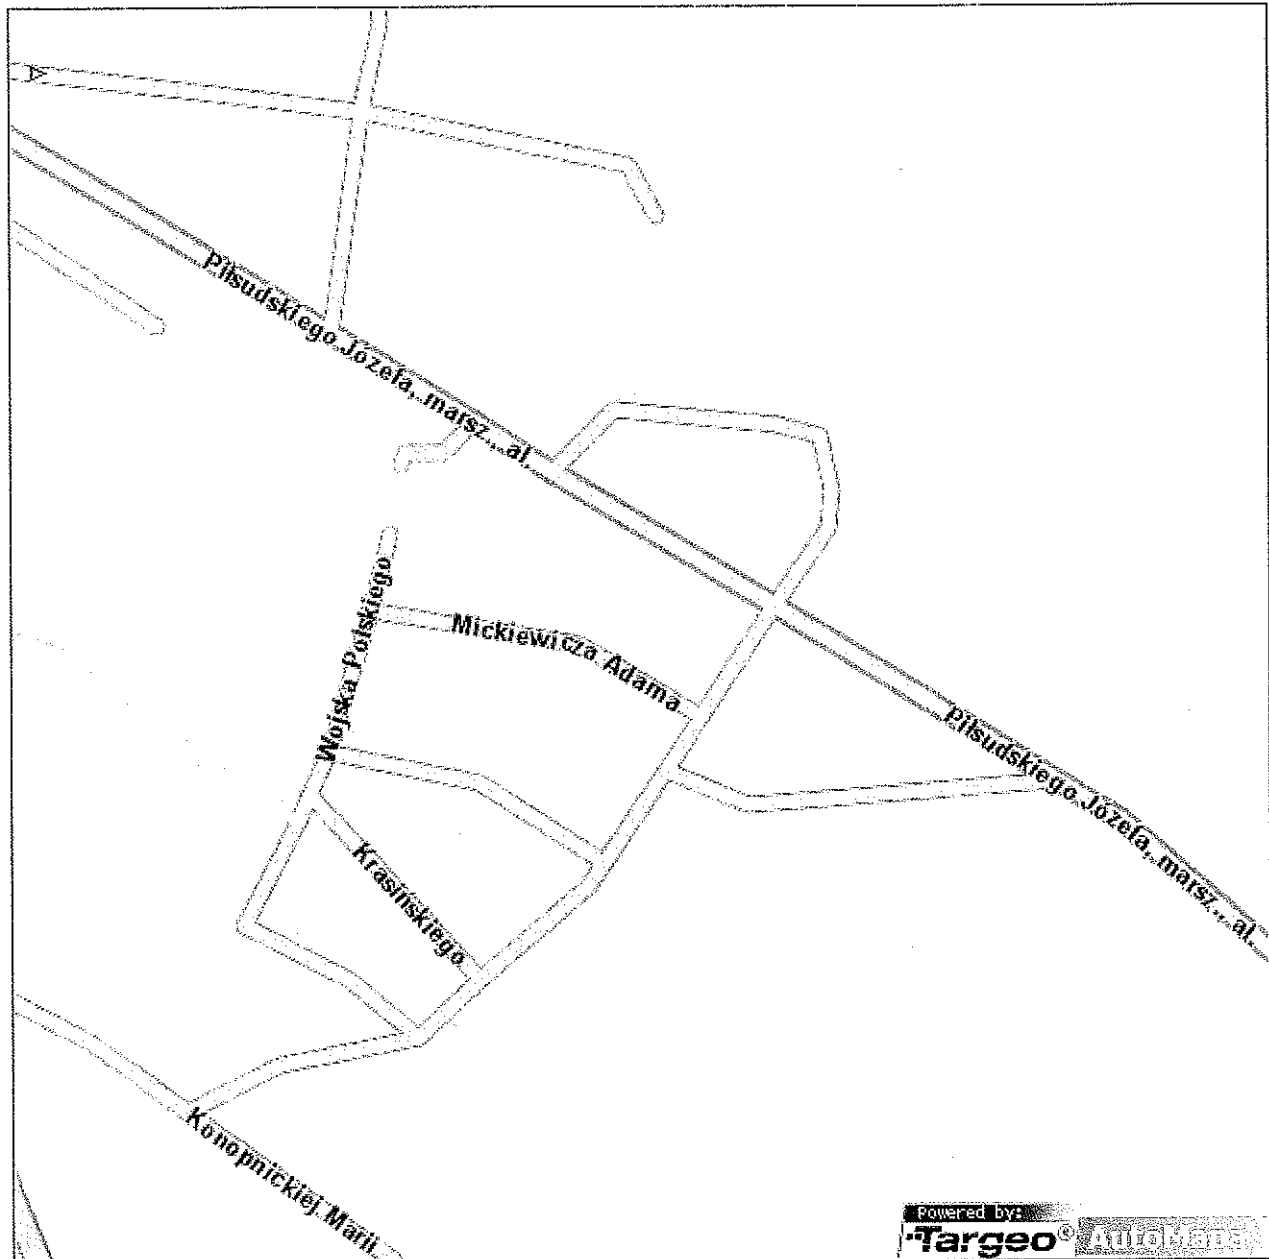 Piłsudskiego Józefa, marsz., al.
Wojska Polskiego
Mickiewicza Adama
Piłsudskiego Józefa, marsz., al.
Krasińskiego
Konopnickiej Marii
Powered by:
Targeo® AutoMapa